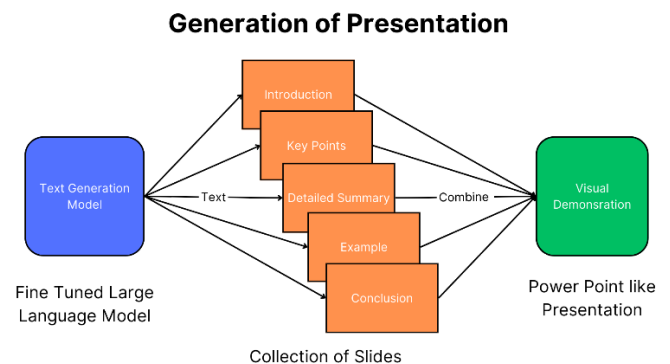 Generation of Presentation
Introduction
Key Points
Text Generation
Model
Text
Detailed Summary
Combine
Visual
Demonsration
Example
Conclusion
Fine Tuned Large
Language Model
Power Point like
Presentation
Collection of Slides